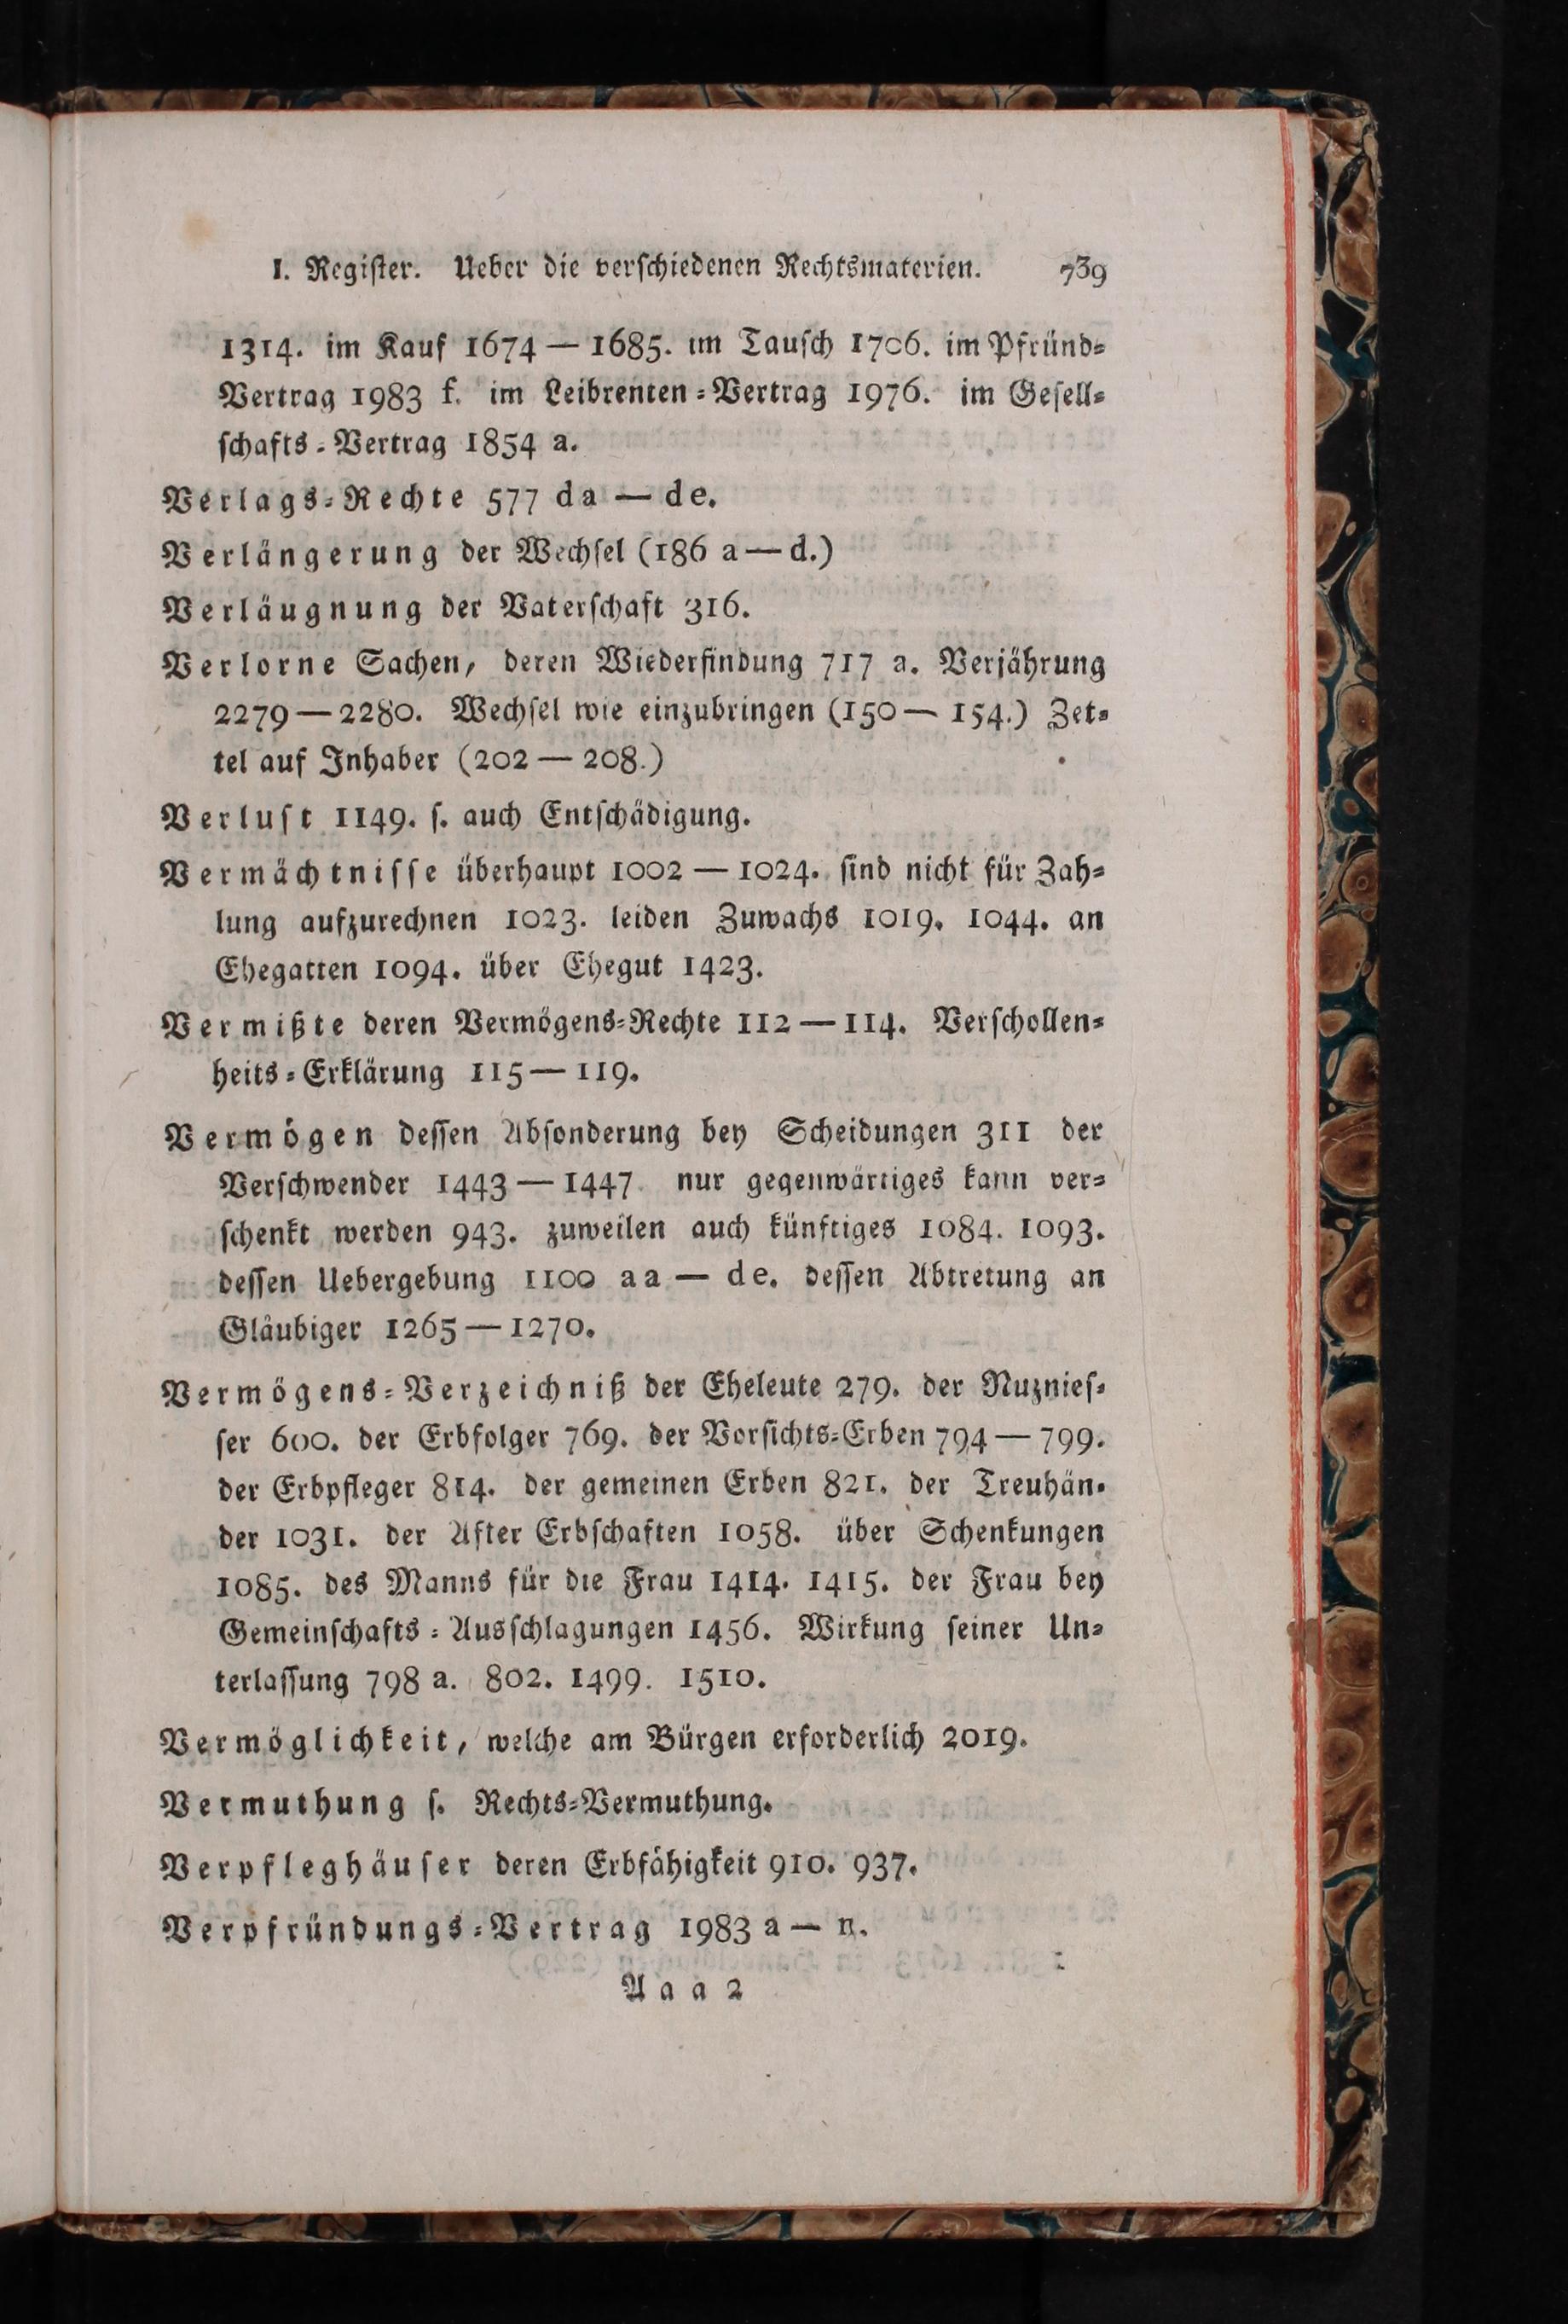 I. Register. Ueber die verschiedenen Rechtsmaterien. 739
1314. im Kauf 1674 — 1685. im Tausch 1706. im Pfründ-
Vertrag 1983 f. im Leibrenten-Vertrag 1976. im Gesell-
schafts-Vertrag 1854 a.
Verlags-Rechte 577 da — de.
Verlängerung der Wechsel (186 a — d.)
Verläugnung der Vaterschaft 316.
Verlorne Sachen, deren Wiederfindung 717 a. Verjährung
2279 — 2280. Wechsel wie einzubringen (150 — 154.) Zet-
tel auf Inhaber (202 — 208.)
Verlust 1149. s. auch Entschädigung.
Vermächtnisse überhaupt 1002 — 1024. sind nicht für Zah-
lung aufzurechnen 1023. leiden Zuwachs 1019. 1044. an
Ehegatten 1094. über Ehegut 1423.
Vermißte deren Vermögens-Rechte 112 — 114. Verschollen-
heits-Erklärung 115 — 119.
Vermögen dessen Absonderung bey Scheidungen 311 der
Verschwender 1443 — 1447 nur gegenwärtiges kann ver-
schenkt werden 943. zuweilen auch künftiges 1084. 1093.
dessen Uebergebung 1100 aa — de. dessen Abtretung an
Gläubiger 1265 — 1270.
Vermögens-Verzeichniß der Eheleute 279. der Nuznies-
ser 600. der Erbfolger 769. der Vorsichts-Erben 794 — 799.
der Erbpfleger 814. der gemeinen Erben 821. der Treuhän-
der 1031. der After Erbschaften 1058. über Schenkungen
1085. des Manns für die Frau 1414. 1415. der Frau bey
Gemeinschafts-Ausschlagungen 1456. Wirkung seiner Un-
terlassung 798 a. 802. 1499. 1510.
Vermöglichkeit, welche am Bürgen erforderlich 2019.
Vermuthung s. Rechts-Vermuthung.
Verpfleghäuser deren Erbfähigkeit 910. 937.
Verpfründungs-Vertrag 1983 a — n.
Aaa 2